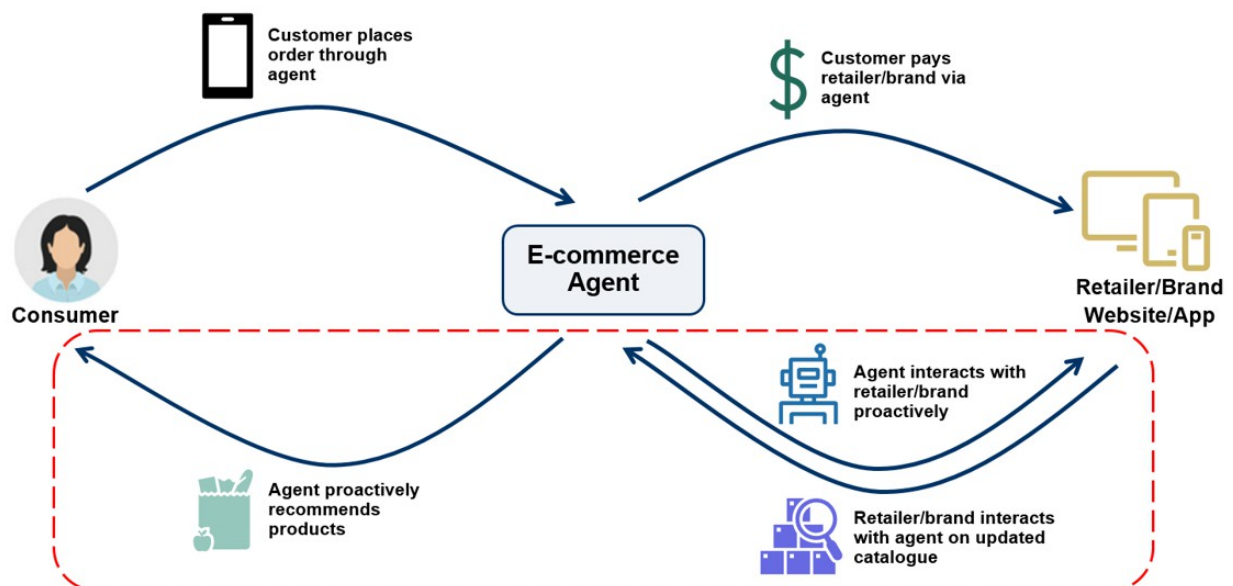 Customer places
order through
agent
Customer pays
retailer/brand via
agent
E-commerce
Agent
Consumer
Retailer/Brand
Website/App
Agent interacts with
retailer/brand
proactively
Agent proactively
recommends
products
Retailer/brand interacts
with agent on updated
catalogue